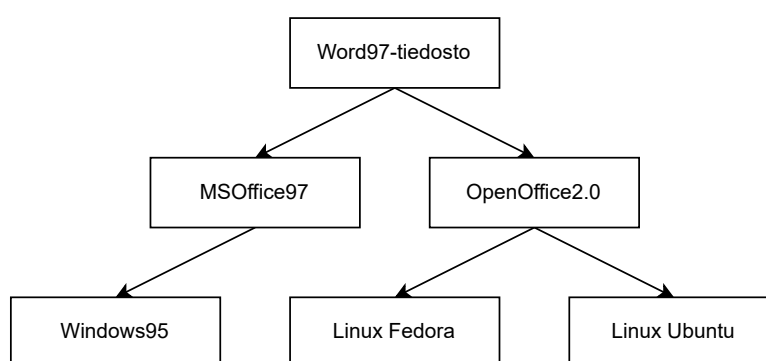 Word97-tiedosto
MSOffice97
OpenOffice2.0
Windows95
Linux Fedora
Linux Ubuntu